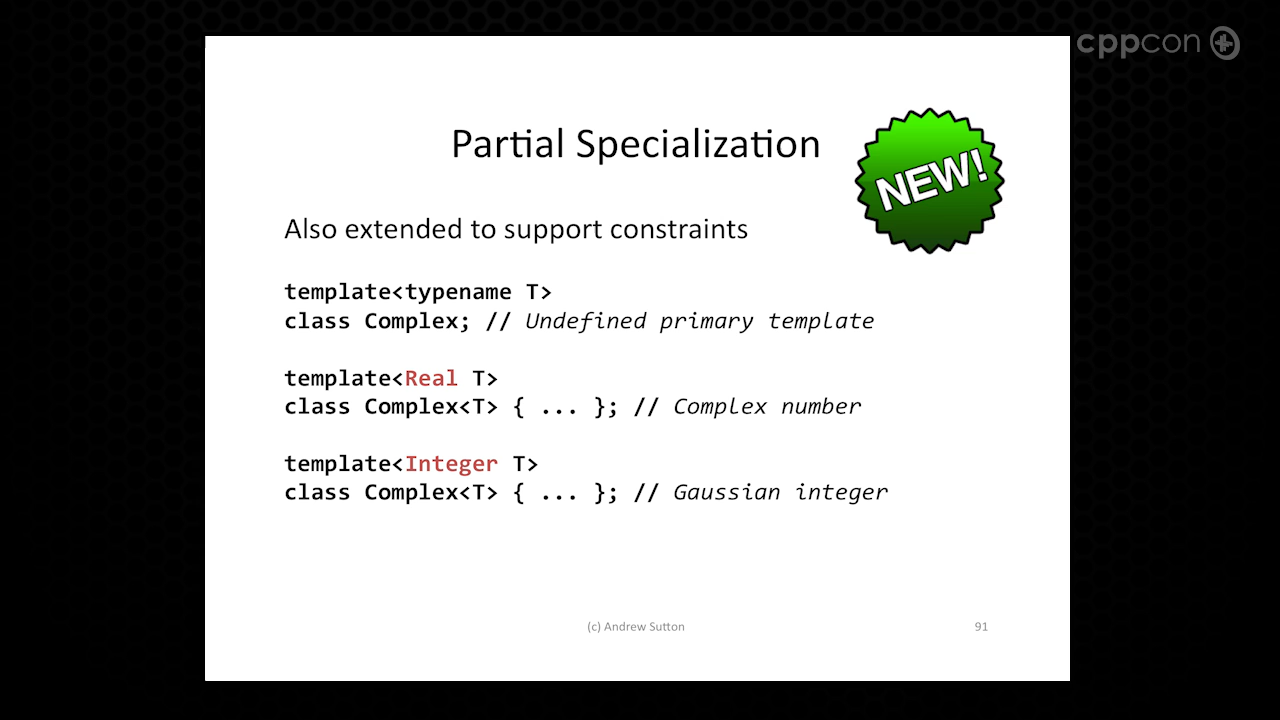 cppcon
Partial Specialization
NEW!
Also extended to support constraints
template<typename T>
class Complex; // Undefined primary template
template<Real T>
class Complex<T> { ... }; // Complex number
template<Integer T>
class Complex<T> { ... }; // Gaussian integer
(c) Andrew Sutton
91